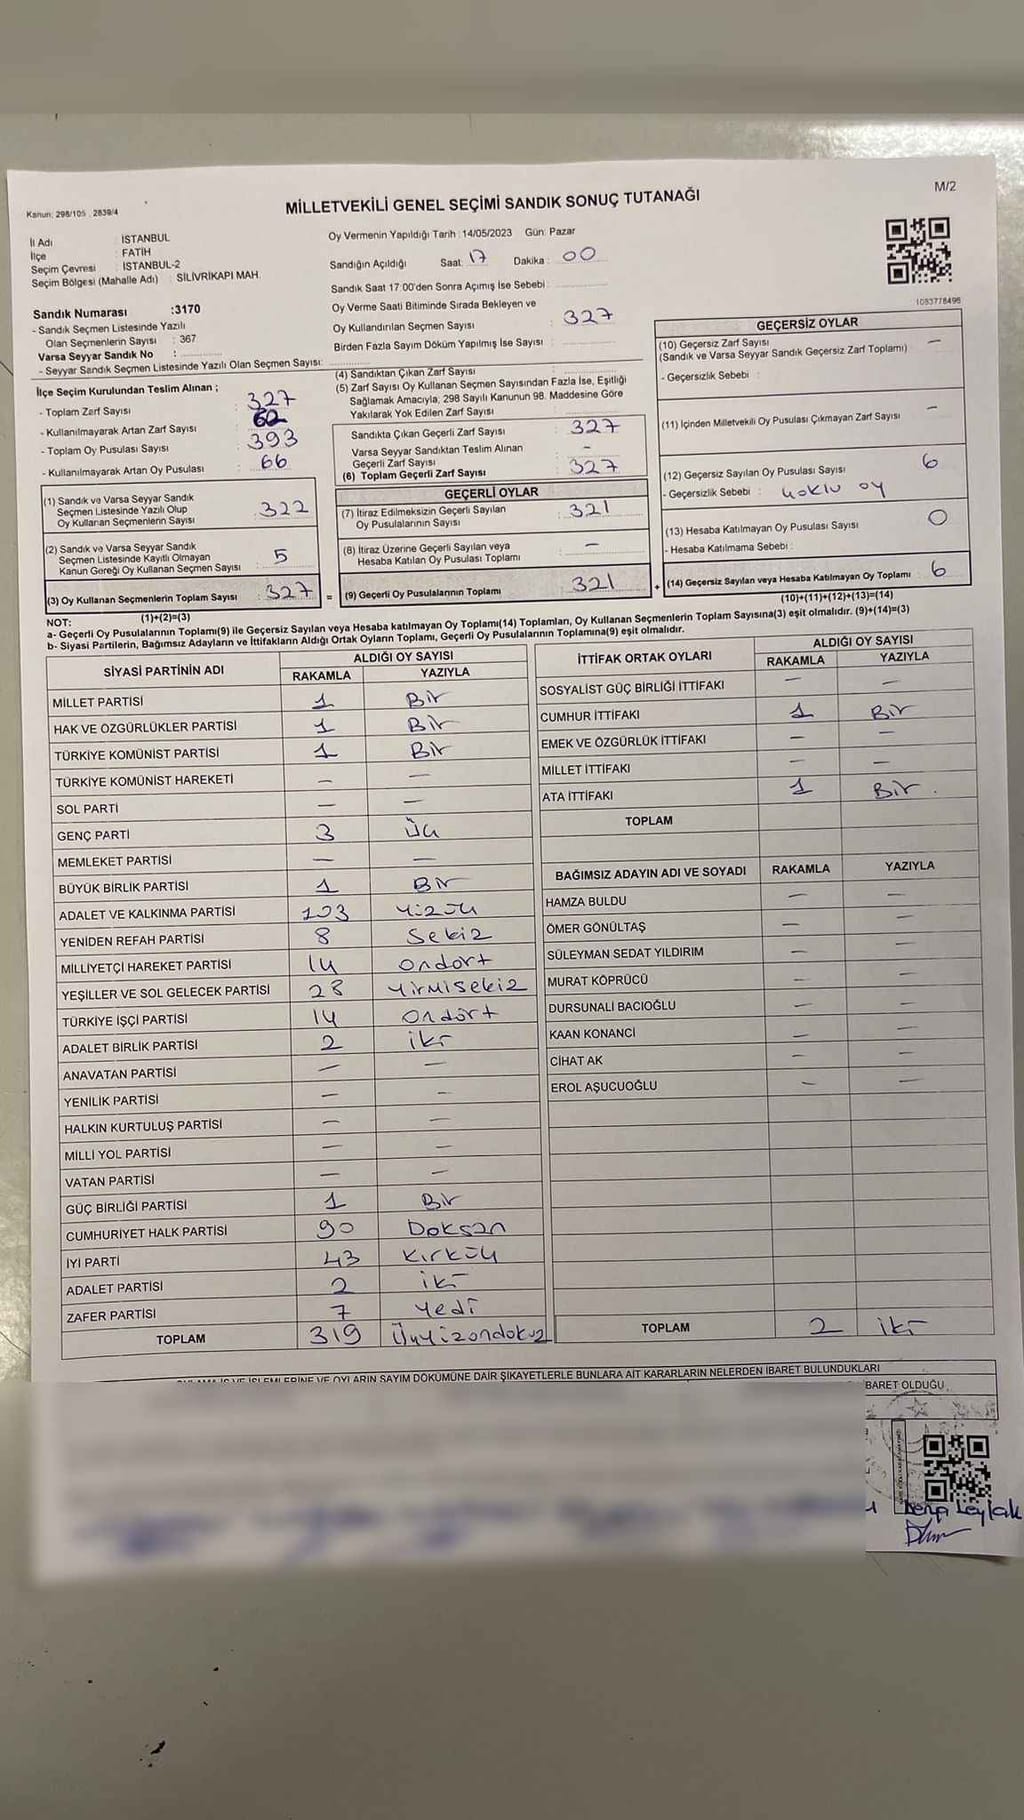 M/2
Kanun: 298/105 , 2839/4
MİLLETVEKİLİ GENEL SEÇİMİ SANDIK SONUÇ TUTANAĞI
İl Adı : İSTANBUL
İlçe : FATİH
Seçim Çevresi : İSTANBUL-2
Seçim Bölgesi (Mahalle Adı) : SİLİVRİKAPI MAH.
Oy Vermenin Yapıldığı Tarih : 14/05/2023 Gün: Pazar
Sandığın Açıldığı Saat: 17 Dakika : 00
Sandık Saat 17:00'den Sonra Açımış İse Sebebi :
Oy Verme Saati Bitiminde Sırada Bekleyen ve
Oy Kullandırılan Seçmen Sayısı : 327
Birden Fazla Sayım Döküm Yapılmış İse Sayısı :
1083778496
Sandık Numarası :3170
- Sandık Seçmen Listesinde Yazılı
Olan Seçmenlerin Sayısı : 367
Varsa Seyyar Sandık No :
- Seyyar Sandık Seçmen Listesinde Yazılı Olan Seçmen Sayısı:
İlçe Seçim Kurulundan Teslim Alınan ;
- Toplam Zarf Sayısı : 327
- Kullanılmayarak Artan Zarf Sayısı :
- Toplam Oy Pusulası Sayısı : 393
- Kullanılmayarak Artan Oy Pusulası : 66
(1) Sandık ve Varsa Seyyar Sandık
Seçmen Listesinde Yazılı Olup
Oy Kullanan Seçmenlerin Sayısı : 322
(2) Sandık ve Varsa Seyyar Sandık
Seçmen Listesinde Kayıtlı Olmayan
Kanun Gereği Oy Kullanan Seçmen Sayısı : 5
(3) Oy Kullanan Seçmenlerin Toplam Sayısı : 327
(1)+(2)=(3)
(4) Sandıktan Çıkan Zarf Sayısı :
(5) Zarf Sayısı Oy Kullanan Seçmen Sayısından Fazla İse, Eşitliği
Sağlamak Amacıyla, 298 Sayılı Kanunun 98. Maddesine Göre
Yakılarak Yok Edilen Zarf Sayısı :
Sandıkta Çıkan Geçerli Zarf Sayısı : 327
Varsa Seyyar Sandıktan Teslim Alınan
Geçerli Zarf Sayısı : -
(6) Toplam Geçerli Zarf Sayısı : 327
GEÇERLİ OYLAR
(7) İtiraz Edilmeksizin Geçerli Sayılan
Oy Pusulalarının Sayısı : 321
(8) İtiraz Üzerine Geçerli Sayılan veya
Hesaba Katılan Oy Pusulası Toplamı : -
= (9) Geçerli Oy Pusulalarının Toplamı 321 +
GEÇERSİZ OYLAR
(10) Geçersiz Zarf Sayısı -
(Sandık ve Varsa Seyyar Sandık Geçersiz Zarf Toplamı)
- Geçersizlik Sebebi :
(11) İçinden Milletvekili Oy Pusulası Çıkmayan Zarf Sayısı -
(12) Geçersiz Sayılan Oy Pusulası Sayısı 6
- Geçersizlik Sebebi : oy
(13) Hesaba Katılmayan Oy Pusulası Sayısı 0
- Hesaba Katılmama Sebebi :
(14) Geçersiz Sayılan veya Hesaba Katılmayan Oy Toplamı : 6
(10)+(11)+(12)+(13)=(14)
NOT:
a- Geçerli Oy Pusulalarının Toplamı(9) ile Geçersiz Sayılan veya Hesaba katılmayan Oy Toplamı(14) Toplamları, Oy Kullanan Seçmenlerin Toplam Sayısına(3) eşit olmalıdır. (9)+(14)=(3)
b- Siyasi Partilerin, Bağımsız Adayların ve İttifakların Aldığı Ortak Oyların Toplamı, Geçerli Oy Pusulalarının Toplamına(9) eşit olmalıdır.
SİYASİ PARTİNİN ADI ALDIĞI OY SAYISI
RAKAMLA YAZIYLA
MİLLET PARTİSİ 1 Bir
HAK VE ÖZGÜRLÜKLER PARTİSİ 1 Bir
TÜRKİYE KOMÜNİST PARTİSİ 1 Bir
TÜRKİYE KOMÜNİST HAREKETİ - -
SOL PARTİ - -
GENÇ PARTİ 3 Üç
MEMLEKET PARTİSİ - -
BÜYÜK BİRLİK PARTİSİ 1 Bir
ADALET VE KALKINMA PARTİSİ 103 Yüzüç
YENİDEN REFAH PARTİSİ 8 Sekiz
MİLLİYETÇİ HAREKET PARTİSİ 14 ondört
YEŞİLLER VE SOL GELECEK PARTİSİ 28 Yirmisekiz
TÜRKİYE İŞÇİ PARTİSİ 14 ondört
ADALET BİRLİK PARTİSİ 2 iki
ANAVATAN PARTİSİ - -
YENİLİK PARTİSİ - -
HALKIN KURTULUŞ PARTİSİ - -
MİLLİ YOL PARTİSİ - -
VATAN PARTİSİ - -
GÜÇ BİRLİĞİ PARTİSİ 1 Bir
CUMHURİYET HALK PARTİSİ 90 Doksan
İYİ PARTİ 43 Kırküç
ADALET PARTİSİ 2 iki
ZAFER PARTİSİ 7 Yedi
TOPLAM 319 Üçyüzondokuz
İTTİFAK ORTAK OYLARI ALDIĞI OY SAYISI
RAKAMLA YAZIYLA
SOSYALİST GÜÇ BİRLİĞİ İTTİFAKI - -
CUMHUR İTTİFAKI 1 Bir
EMEK VE ÖZGÜRLÜK İTTİFAKI - -
MİLLET İTTİFAKI - -
ATA İTTİFAKI 1 Bir .
TOPLAM
BAĞIMSIZ ADAYIN ADI VE SOYADI RAKAMLA YAZIYLA
HAMZA BULDU - -
ÖMER GÖNÜLTAŞ - -
SÜLEYMAN SEDAT YILDIRIM - -
MURAT KÖPRÜCÜ - -
DURSUNALİ BACIOĞLU - -
KAAN KONANCİ - -
CİHAT AK - -
EROL AŞUCUOĞLU - -
TOPLAM 2 iki
VE OYLARIN SAYIM DÖKÜMÜNE DAİR ŞİKAYETLERLE BUNLARA AİT KARARLARIN NELERDEN İBARET BULUNDUKLARI
İBARET OLDUĞU
Leylak